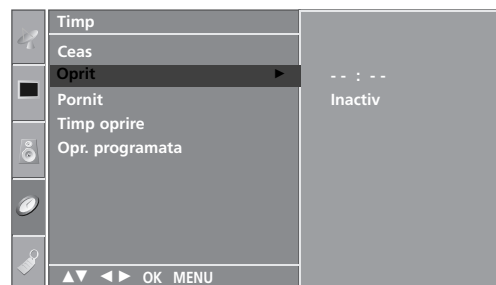 Timp
Ceas
Oprit ► - - : - -
Pornit Inactiv
Timp oprire
Opr. programata
▲▼ ◄► OK MENU